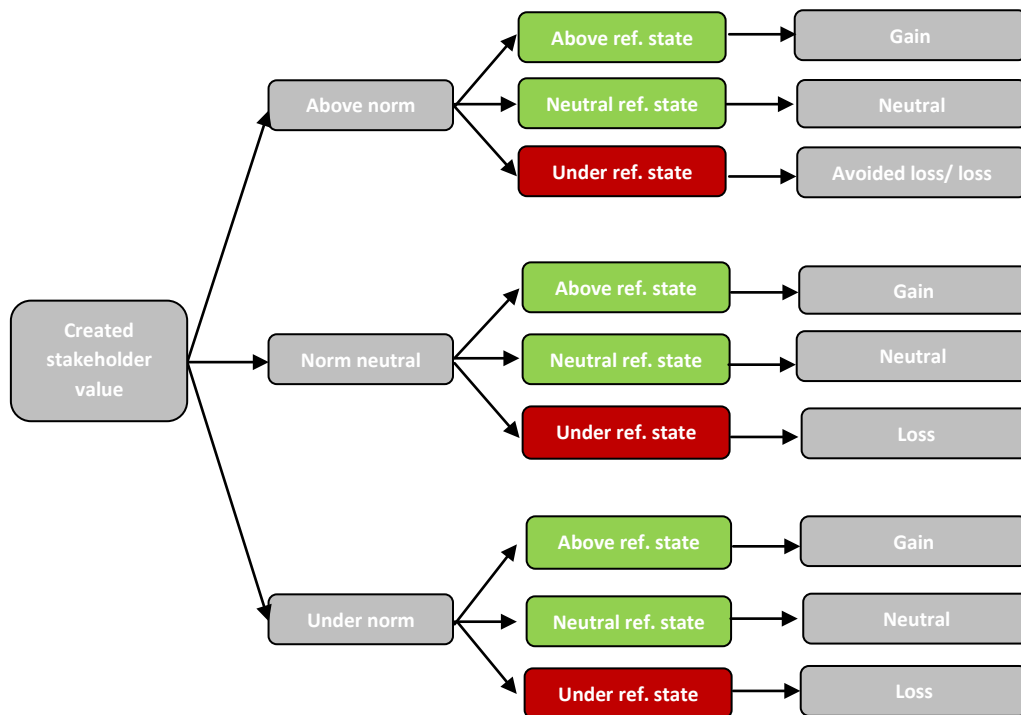 Above ref. state
Gain
Above norm
Neutral ref. state
Neutral
Under ref. state
Avoided loss/ loss
Created
stakeholder
value
Above ref. state
Gain
Norm neutral
Neutral ref. state
Neutral
Under ref. state
Loss
Above ref. state
Gain
Under norm
Neutral ref. state
Neutral
Under ref. state
Loss